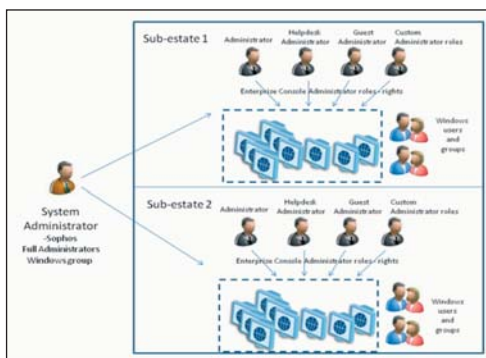 Sub-estate 1
Administrator
Helpdesk
Administrator
Guest
Administrator
Custom
Administrator roles
Enterprise Console Administrator roles - rights
Windows
users
and
groups
System
Administrator
-Sophos
Full Administrators
Windows group
Sub-estate 2
Administrator
Helpdesk
Administrator
Guest
Administrator
Custom
Administrator roles
Enterprise Console Administrator roles - rights
Windows
users
and
groups